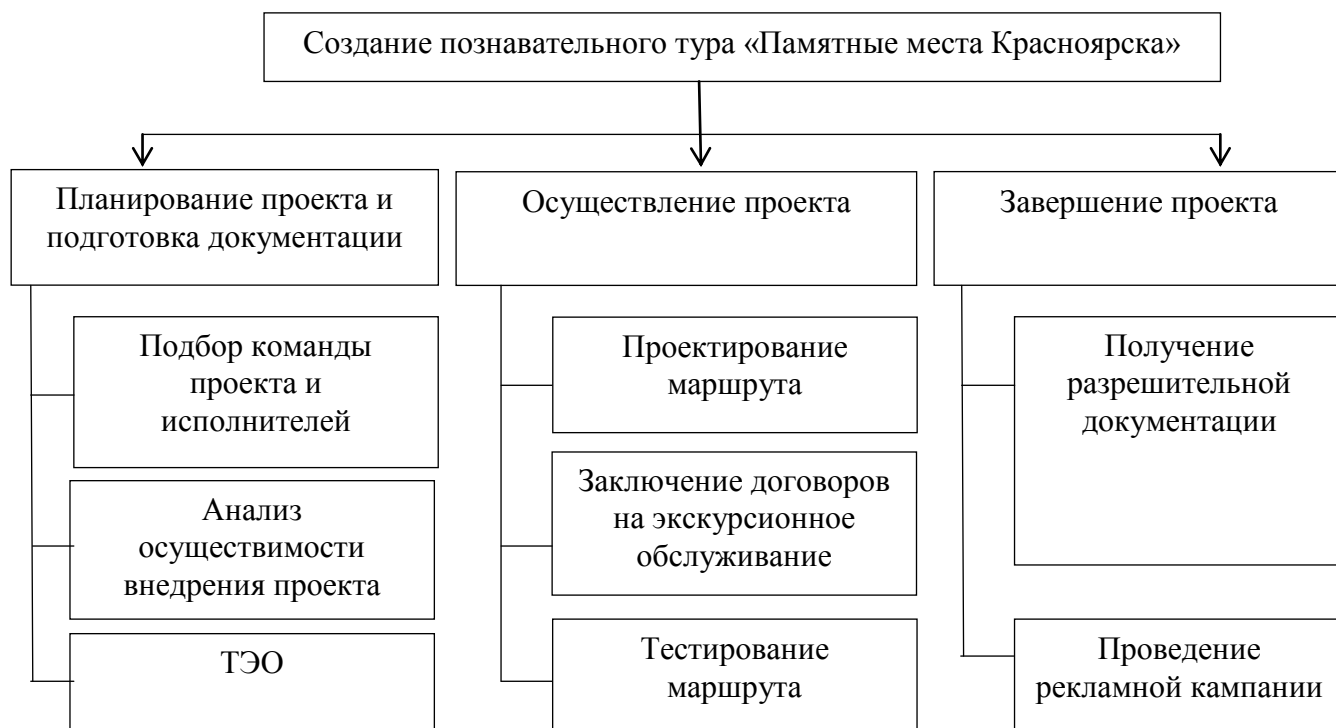 Создание познавательного тура «Памятные места Красноярска»
Планирование проекта и
подготовка документации
Подбор команды
проекта и
исполнителей
Анализ
осуществимости
внедрения проекта
ТЭО
Осуществление проекта
Проектирование
маршрута
Заключение договоров
на экскурсионное
обслуживание
Тестирование
маршрута
Завершение проекта
Получение
разрешительной
документации
Проведение
рекламной кампании